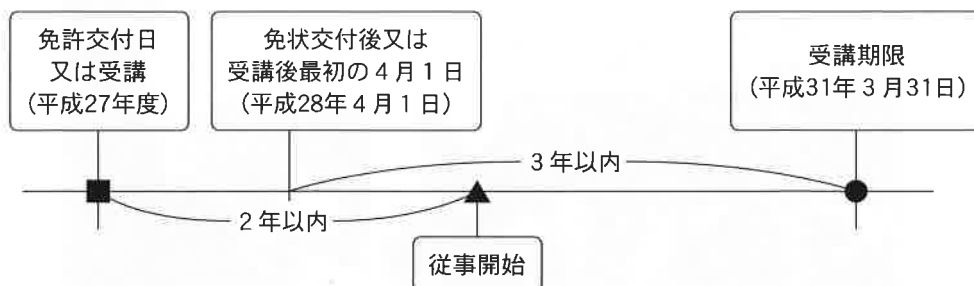 免許交付日
又は受講
(平成27年度)
免状交付後又は
受講後最初の4月1日
(平成28年4月1日)
受講期限
(平成31年3月31日)
3年以内
2年以内
従事開始